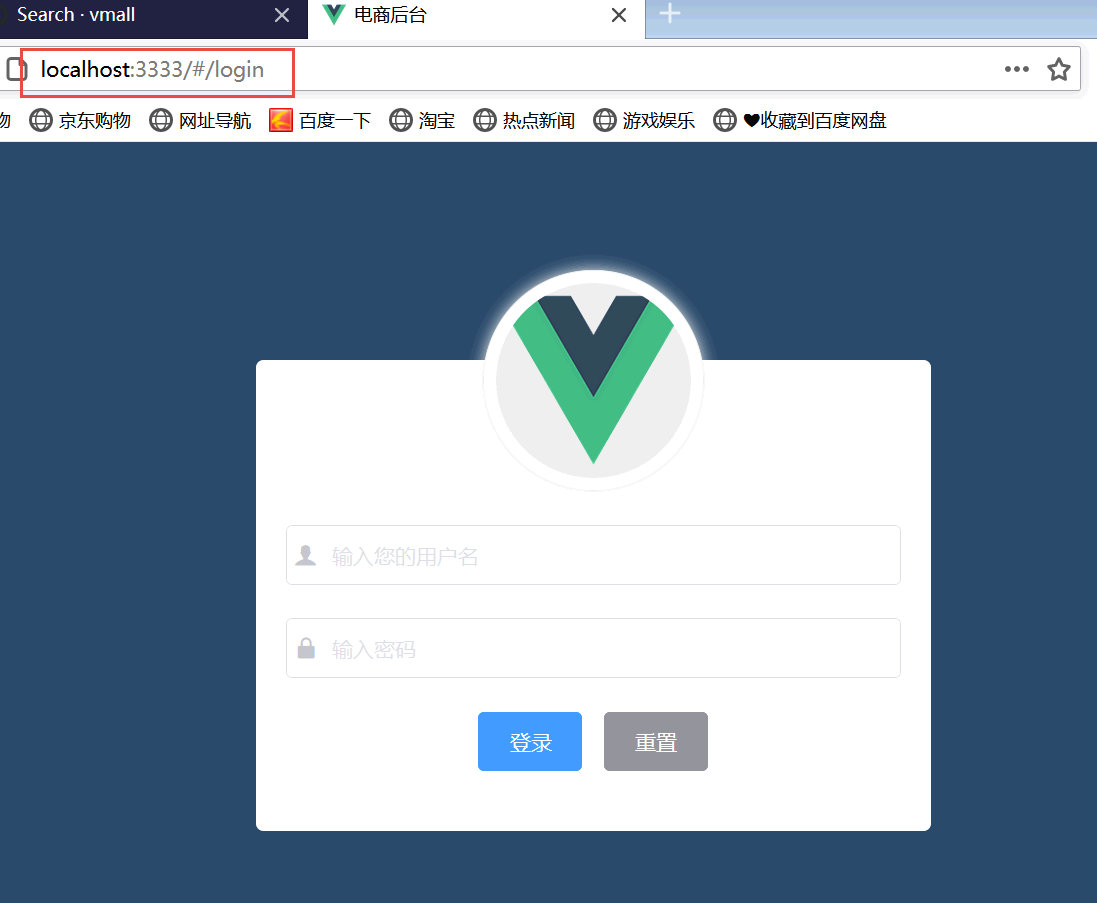 Search · vmall
电商后台
localhost:3333/#/login
物 京东购物 网址导航 百度一下 淘宝 热点新闻 游戏娱乐 ♥收藏到百度网盘
输入您的用户名
输入密码
登录 重置